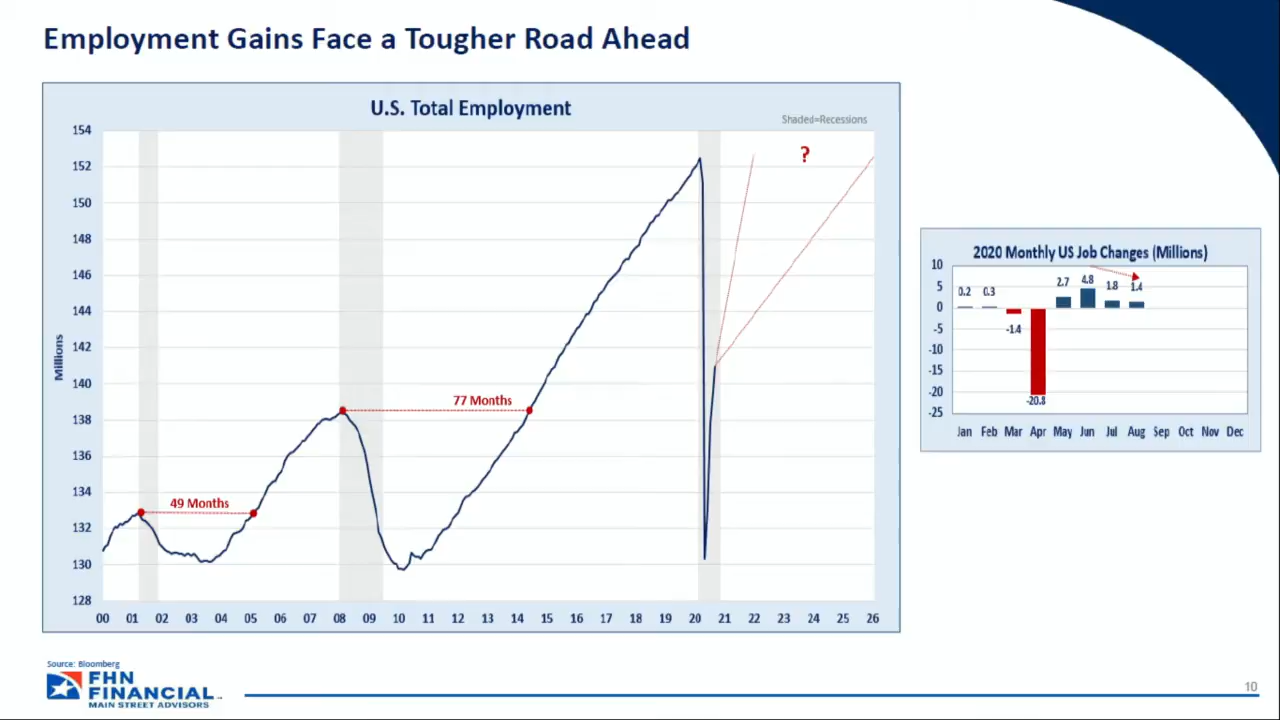 Employment Gains Face a Tougher Road Ahead
U.S. Total Employment
Shaded=Recessions
154
152
150
148
146
144
142
140
138
136
134
132
130
128
Millions
?
77 Months
49 Months
00 01 02 03 04 05 06 07 08 09 10 11 12 13 14 15 16 17 18 19 20 21 22 23 24 25 26
2020 Monthly US Job Changes (Millions)
10
5
0
-5
-10
-15
-20
-25
0.2 0.3 -1.4 -20.8 2.7 4.8 1.8 1.4
Jan Feb Mar Apr May Jun Jul Aug Sep Oct Nov Dec
Source: Bloomberg
FHN
FINANCIAL
MAIN STREET ADVISORS
10